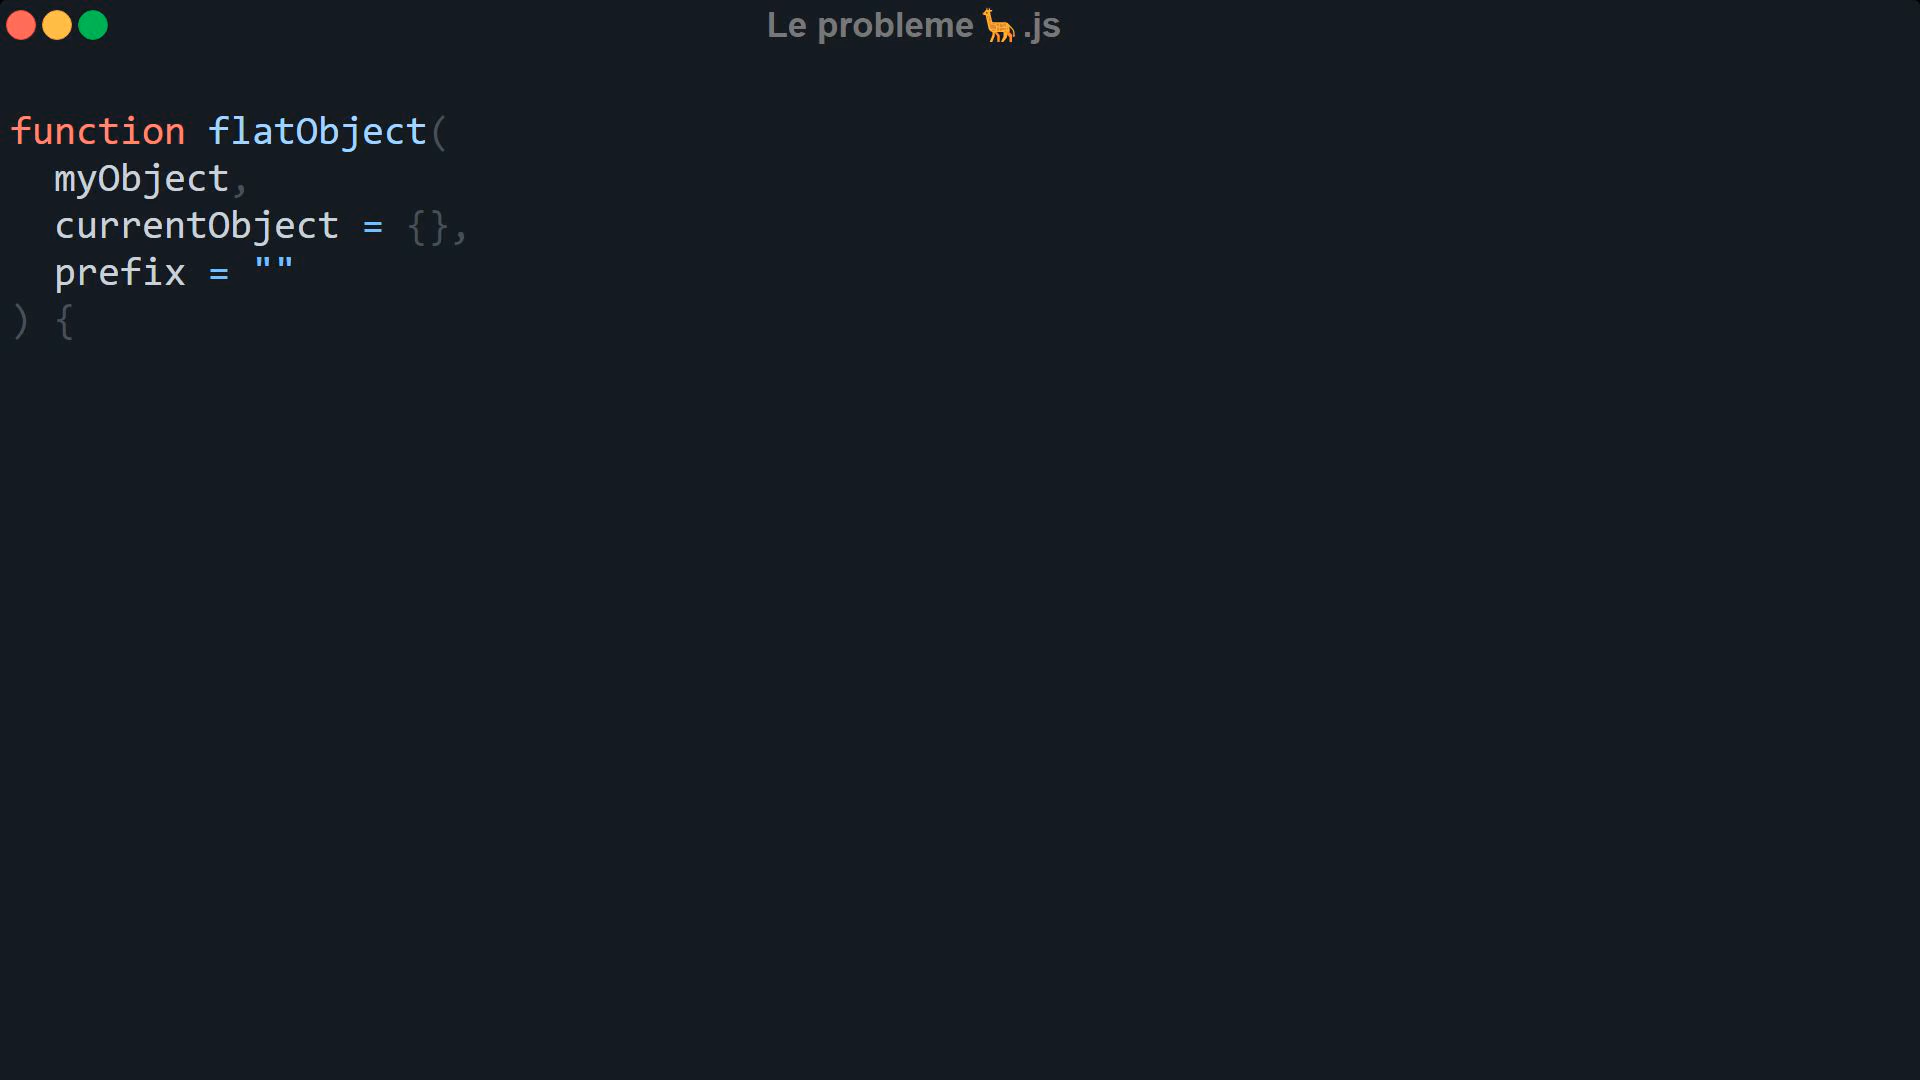 Le probleme🦒.js
function flatObject(
  myObject,
  currentObject = {},
  prefix = ""
) {